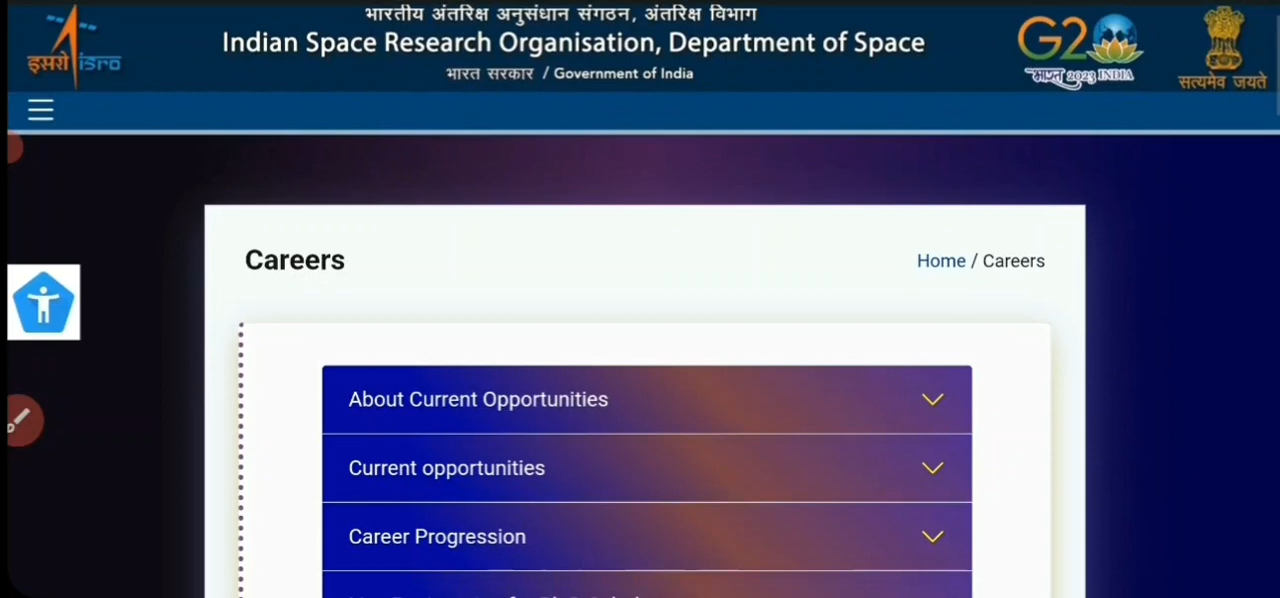 भारतीय अंतरिक्ष अनुसंधान संगठन, अंतरिक्ष विभाग
Indian Space Research Organisation, Department of Space
भारत सरकार / Government of India
इसरो isro
G2
भारत 2023 INDIA
सत्यमेव जयते
Careers
Home / Careers
About Current Opportunities
Current opportunities
Career Progression